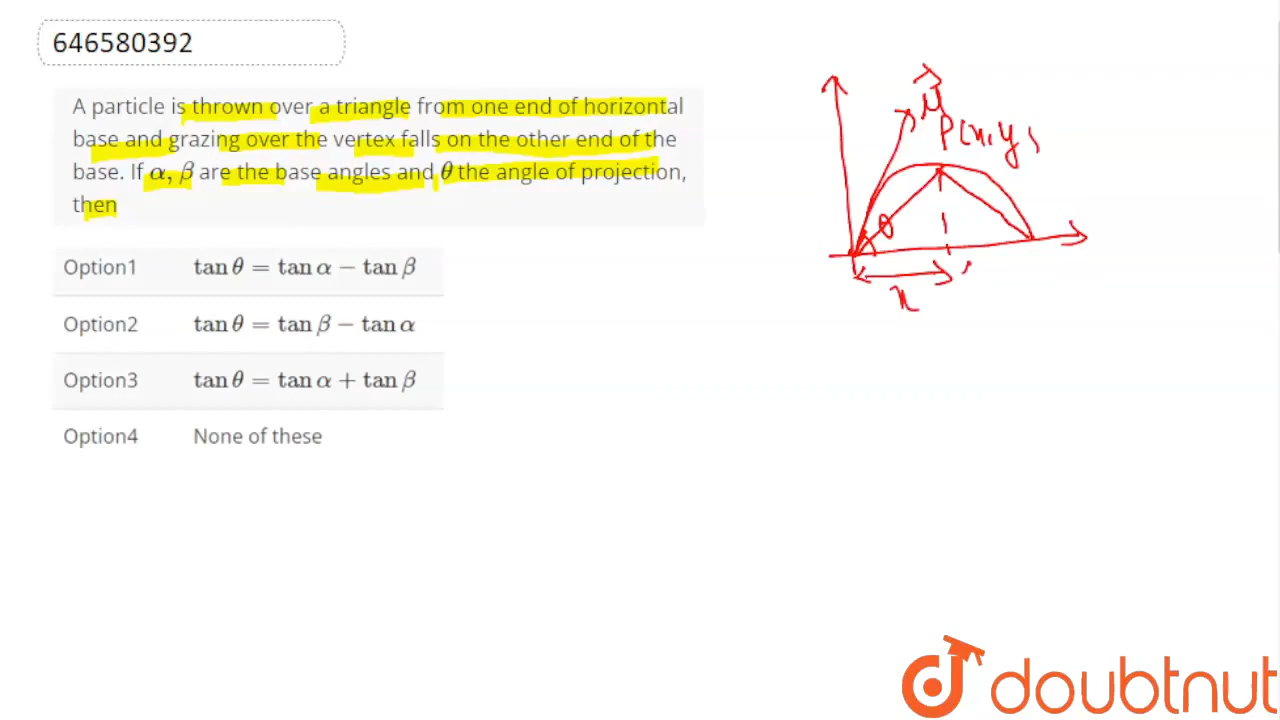 646580392
A particle is thrown over a triangle from one end of horizontal
base and grazing over the vertex falls on the other end of the
base. If α, β are the base angles and θ the angle of projection,
then
Option1 tan θ = tan α − tan β
Option2 tan θ = tan β − tan α
Option3 tan θ = tan α + tan β
Option4 None of these
P(x, y)
θ
x
doubtnut